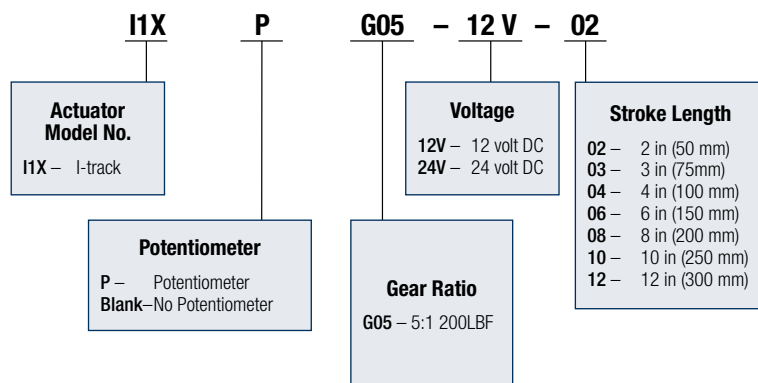 I1X P G05 – 12 V – 02
Actuator
Model No.
I1X – I-track
Voltage
12V – 12 volt DC
24V – 24 volt DC
Stroke Length
02 – 2 in (50 mm)
03 – 3 in (75mm)
04 – 4 in (100 mm)
06 – 6 in (150 mm)
08 – 8 in (200 mm)
10 – 10 in (250 mm)
12 – 12 in (300 mm)
Potentiometer
P – Potentiometer
Blank–No Potentiometer
Gear Ratio
G05 – 5:1 200LBF